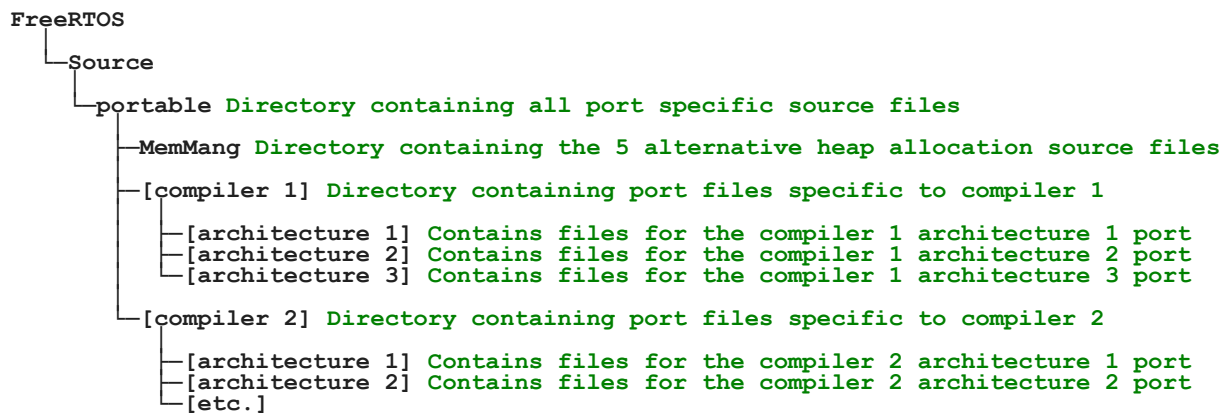 FreeRTOS
Source
portable Directory containing all port specific source files
MemMang Directory containing the 5 alternative heap allocation source files
[compiler 1] Directory containing port files specific to compiler 1
[architecture 1] Contains files for the compiler 1 architecture 1 port
[architecture 2] Contains files for the compiler 1 architecture 2 port
[architecture 3] Contains files for the compiler 1 architecture 3 port
[compiler 2] Directory containing port files specific to compiler 2
[architecture 1] Contains files for the compiler 2 architecture 1 port
[architecture 2] Contains files for the compiler 2 architecture 2 port
[etc.]